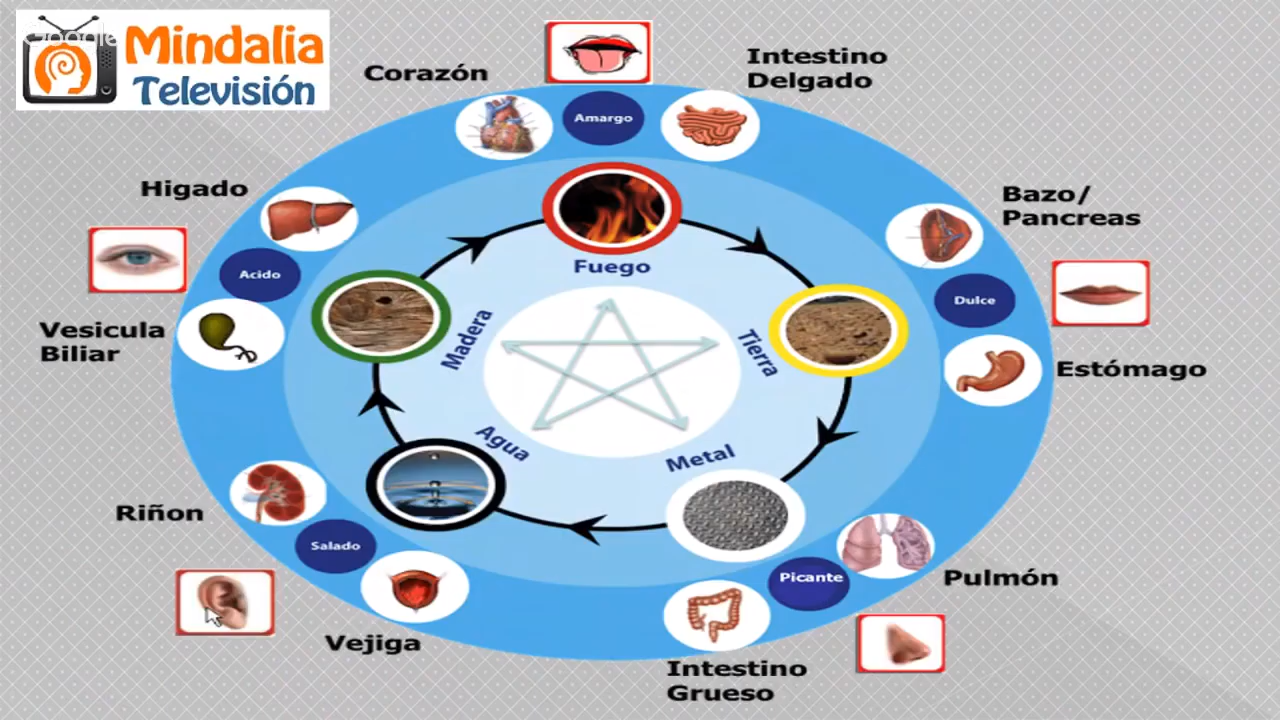 Google
Mindalia
Televisión
Corazón
Amargo
Intestino
Delgado
Higado
Acido
Vesicula
Biliar
Fuego
Bazo/
Pancreas
Dulce
Estómago
Madera
Tierra
Agua
Metal
Riñon
Salado
Vejiga
Picante
Pulmón
Intestino
Grueso